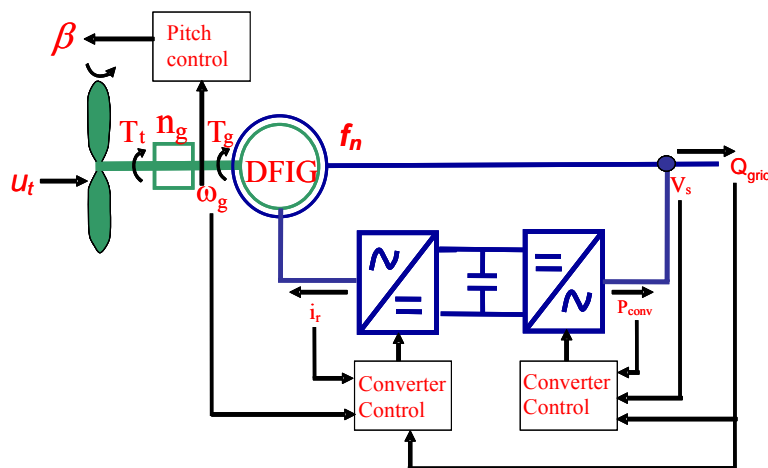 β
Pitch
control
T_t
n_g
T_g
f_n
DFIG
u_t
ω_g
V_s
Q_grid
i_r
P_conv
Converter
Control
Converter
Control